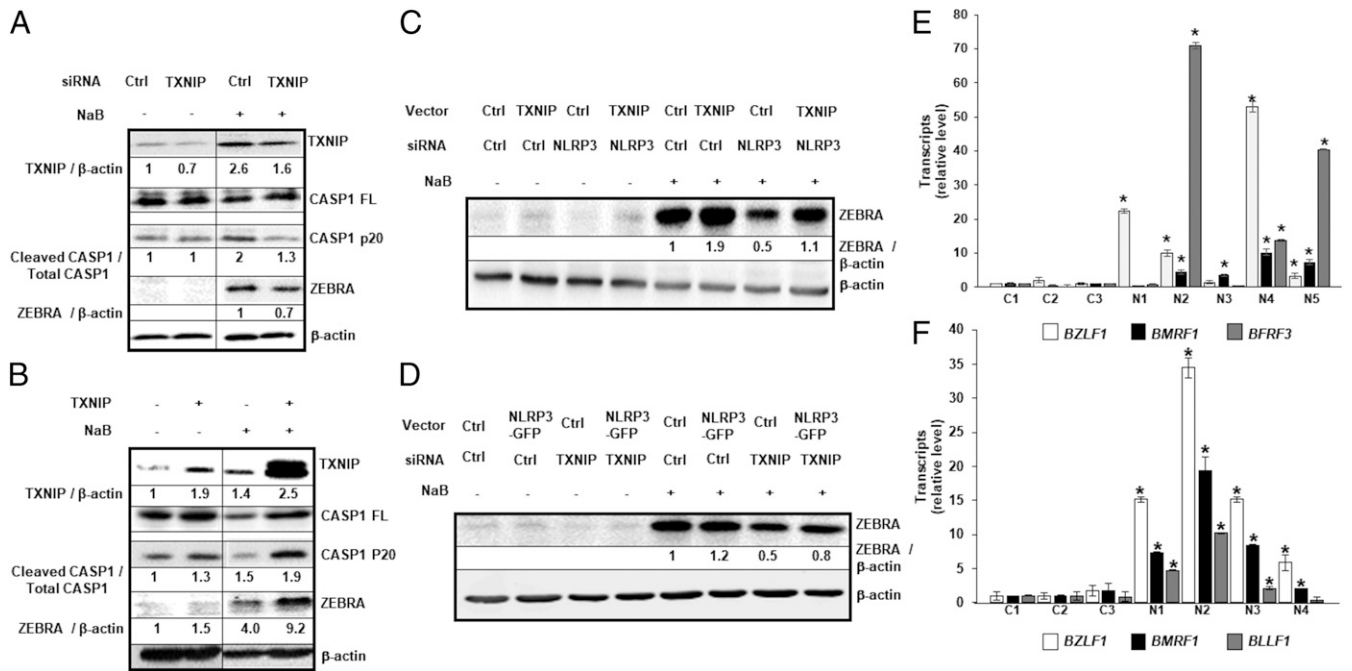 A
siRNA Ctrl TXNIP Ctrl TXNIP
NaB - - + +
TXNIP
TXNIP / β-actin 1 0.7 2.6 1.6
CASP1 FL
CASP1 p20
Cleaved CASP1 / Total CASP1 1 1 2 1.3
ZEBRA
ZEBRA / β-actin 1 0.7
β-actin
B
TXNIP - + - +
NaB - - + +
TXNIP
TXNIP / β-actin 1 1.9 1.4 2.5
CASP1 FL
CASP1 P20
Cleaved CASP1 / Total CASP1 1 1.3 1.5 1.9
ZEBRA
ZEBRA / β-actin 1 1.5 4.0 9.2
β-actin
C
Vector Ctrl TXNIP Ctrl TXNIP Ctrl TXNIP Ctrl TXNIP
siRNA Ctrl Ctrl NLRP3 NLRP3 Ctrl Ctrl NLRP3 NLRP3
NaB - - - - + + + +
ZEBRA
1 1.9 0.5 1.1 ZEBRA / β-actin
β-actin
D
Vector Ctrl NLRP3-GFP Ctrl NLRP3-GFP Ctrl NLRP3-GFP Ctrl NLRP3-GFP
siRNA Ctrl Ctrl TXNIP TXNIP Ctrl Ctrl TXNIP TXNIP
NaB - - - - + + + +
ZEBRA
1 1.2 0.5 0.8 ZEBRA / β-actin
β-actin
E
Transcripts
(relative level)
80
70
60
50
40
30
20
10
0
* * * * * * * * * * *
C1 C2 C3 N1 N2 N3 N4 N5
BZLF1 BMRF1 BFRF3
F
Transcripts
(relative level)
40
35
30
25
20
15
10
5
0
* * * * * * * * * * *
C1 C2 C3 N1 N2 N3 N4
BZLF1 BMRF1 BLLF1